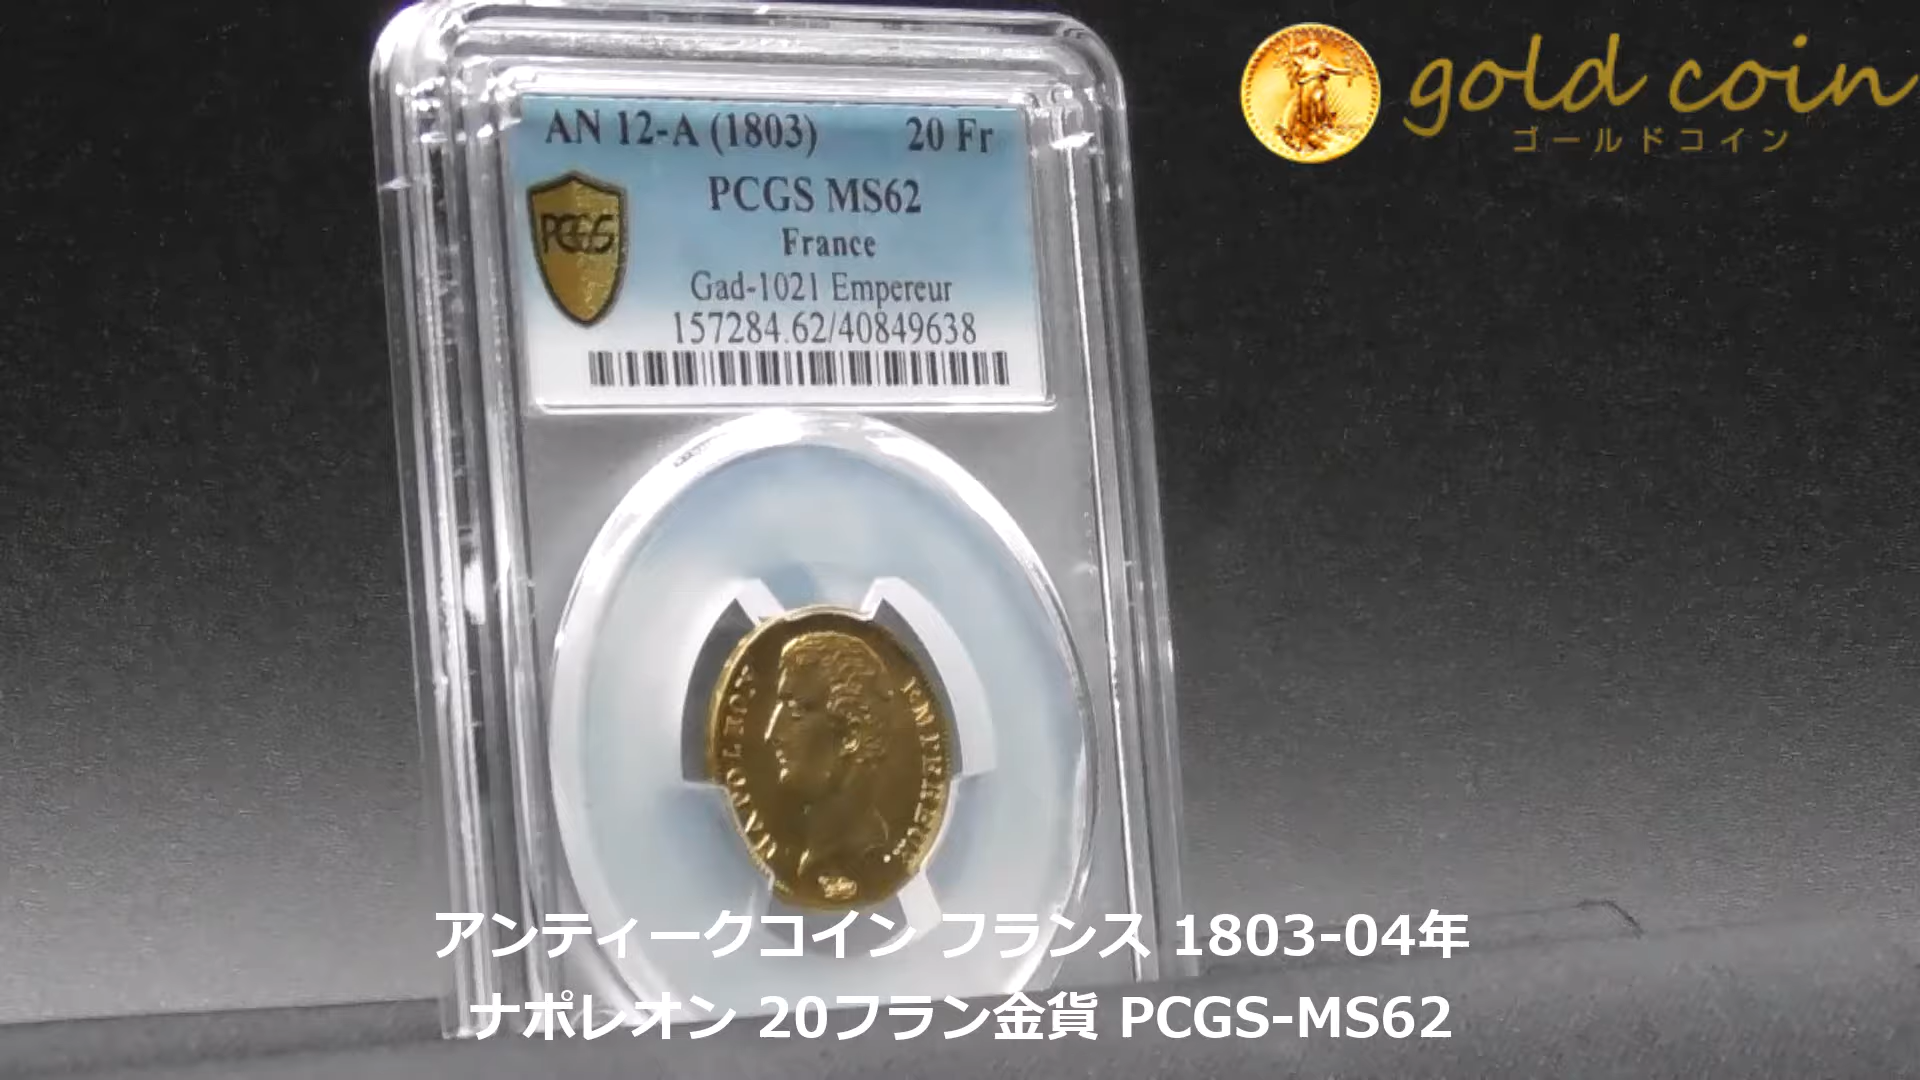 gold coin
ゴールドコイン
AN 12-A (1803) 20 Fr
PCGS MS62
PCGS
France
Gad-1021 Empereur
157284.62/40849638
NAPOLEON EMPEREUR.
アンティークコイン フランス 1803-04年
ナポレオン 20フラン金貨 PCGS-MS62